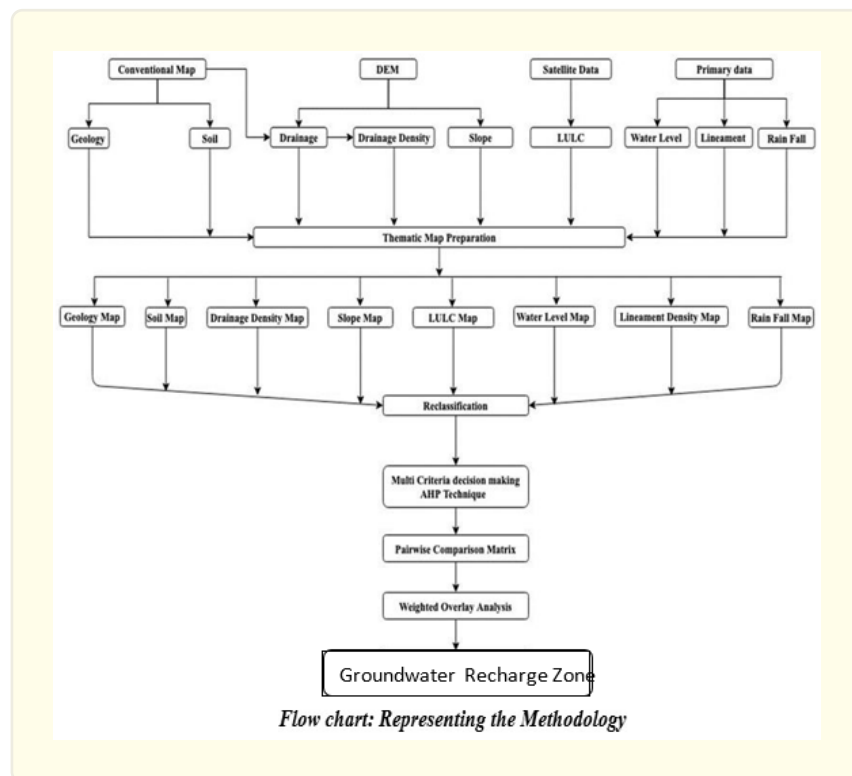 Conventional Map
DEM
Satellite Data
Primary data
Geology
Soil
Drainage
Drainage Density
Slope
LULC
Water Level
Lineament
Rain Fall
Thematic Map Preparation
Geology Map
Soil Map
Drainage Density Map
Slope Map
LULC Map
Water Level Map
Lineament Density Map
Rain Fall Map
Reclassification
Multi Criteria decision making
AHP Technique
Pairwise Comparison Matrix
Weighted Overlay Analysis
Groundwater Recharge Zone
Flow chart: Representing the Methodology